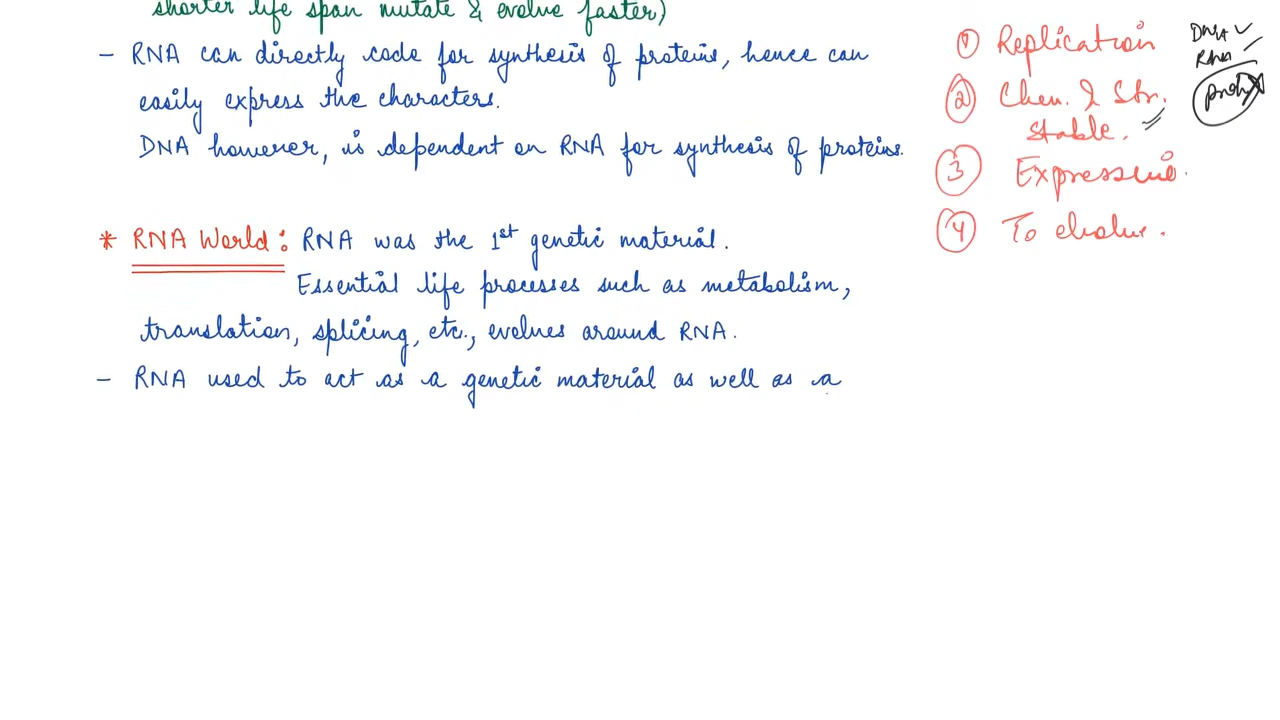 shorter life span mutate & evolve faster)
- RNA can directly code for synthesis of proteins, hence can
easily express the characters.
DNA however, is dependent on RNA for synthesis of proteins.
* RNA World: RNA was the 1st genetic material.
Essential life processes such as metabolism,
translation, splicing, etc., evolves around RNA.
- RNA used to act as a genetic material as well as a
① Replication
② Chem. & Str.
stable.
③ Expression.
④ To evolve.
DNA ✓
RNA